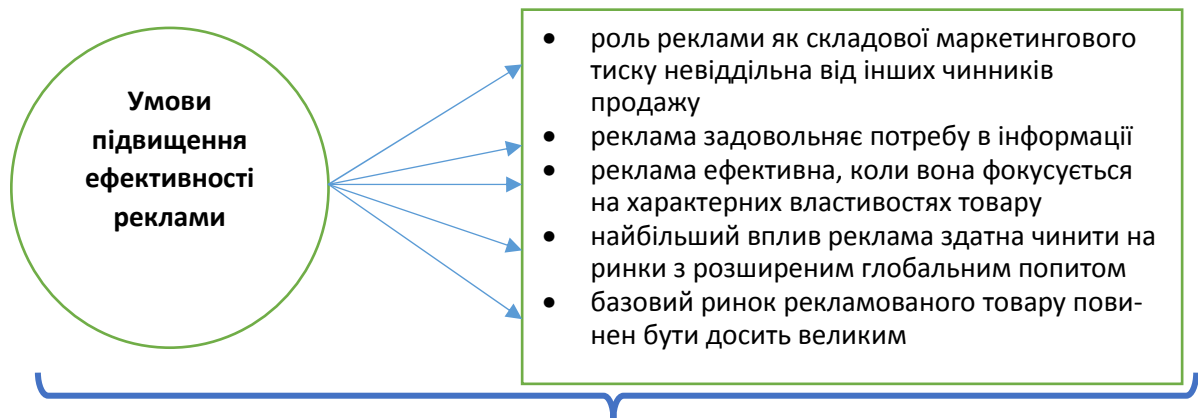 Умови
підвищення
ефективності
реклами
• роль реклами як складової маркетингового
тиску невіддільна від інших чинників
продажу
• реклама задовольняє потребу в інформації
• реклама ефективна, коли вона фокусується
на характерних властивостях товару
• найбільший вплив реклама здатна чинити на
ринки з розширеним глобальним попитом
• базовий ринок рекламованого товару пови-
нен бути досить великим